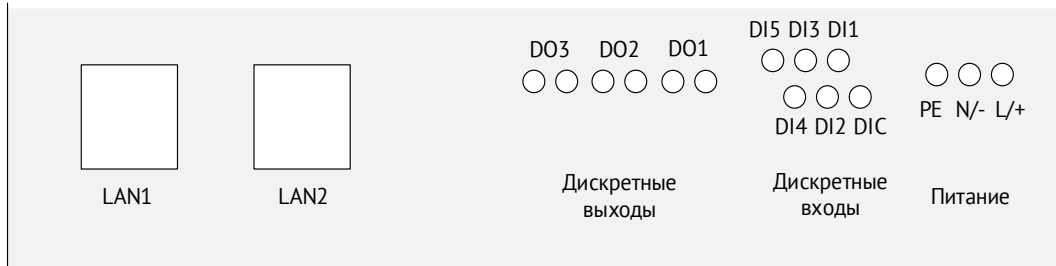 DI5 DI3 DI1
DO3 DO2 DO1
PE N/- L/+
DI4 DI2 DIC
LAN1 LAN2
Дискретные выходы
Дискретные входы
Питание